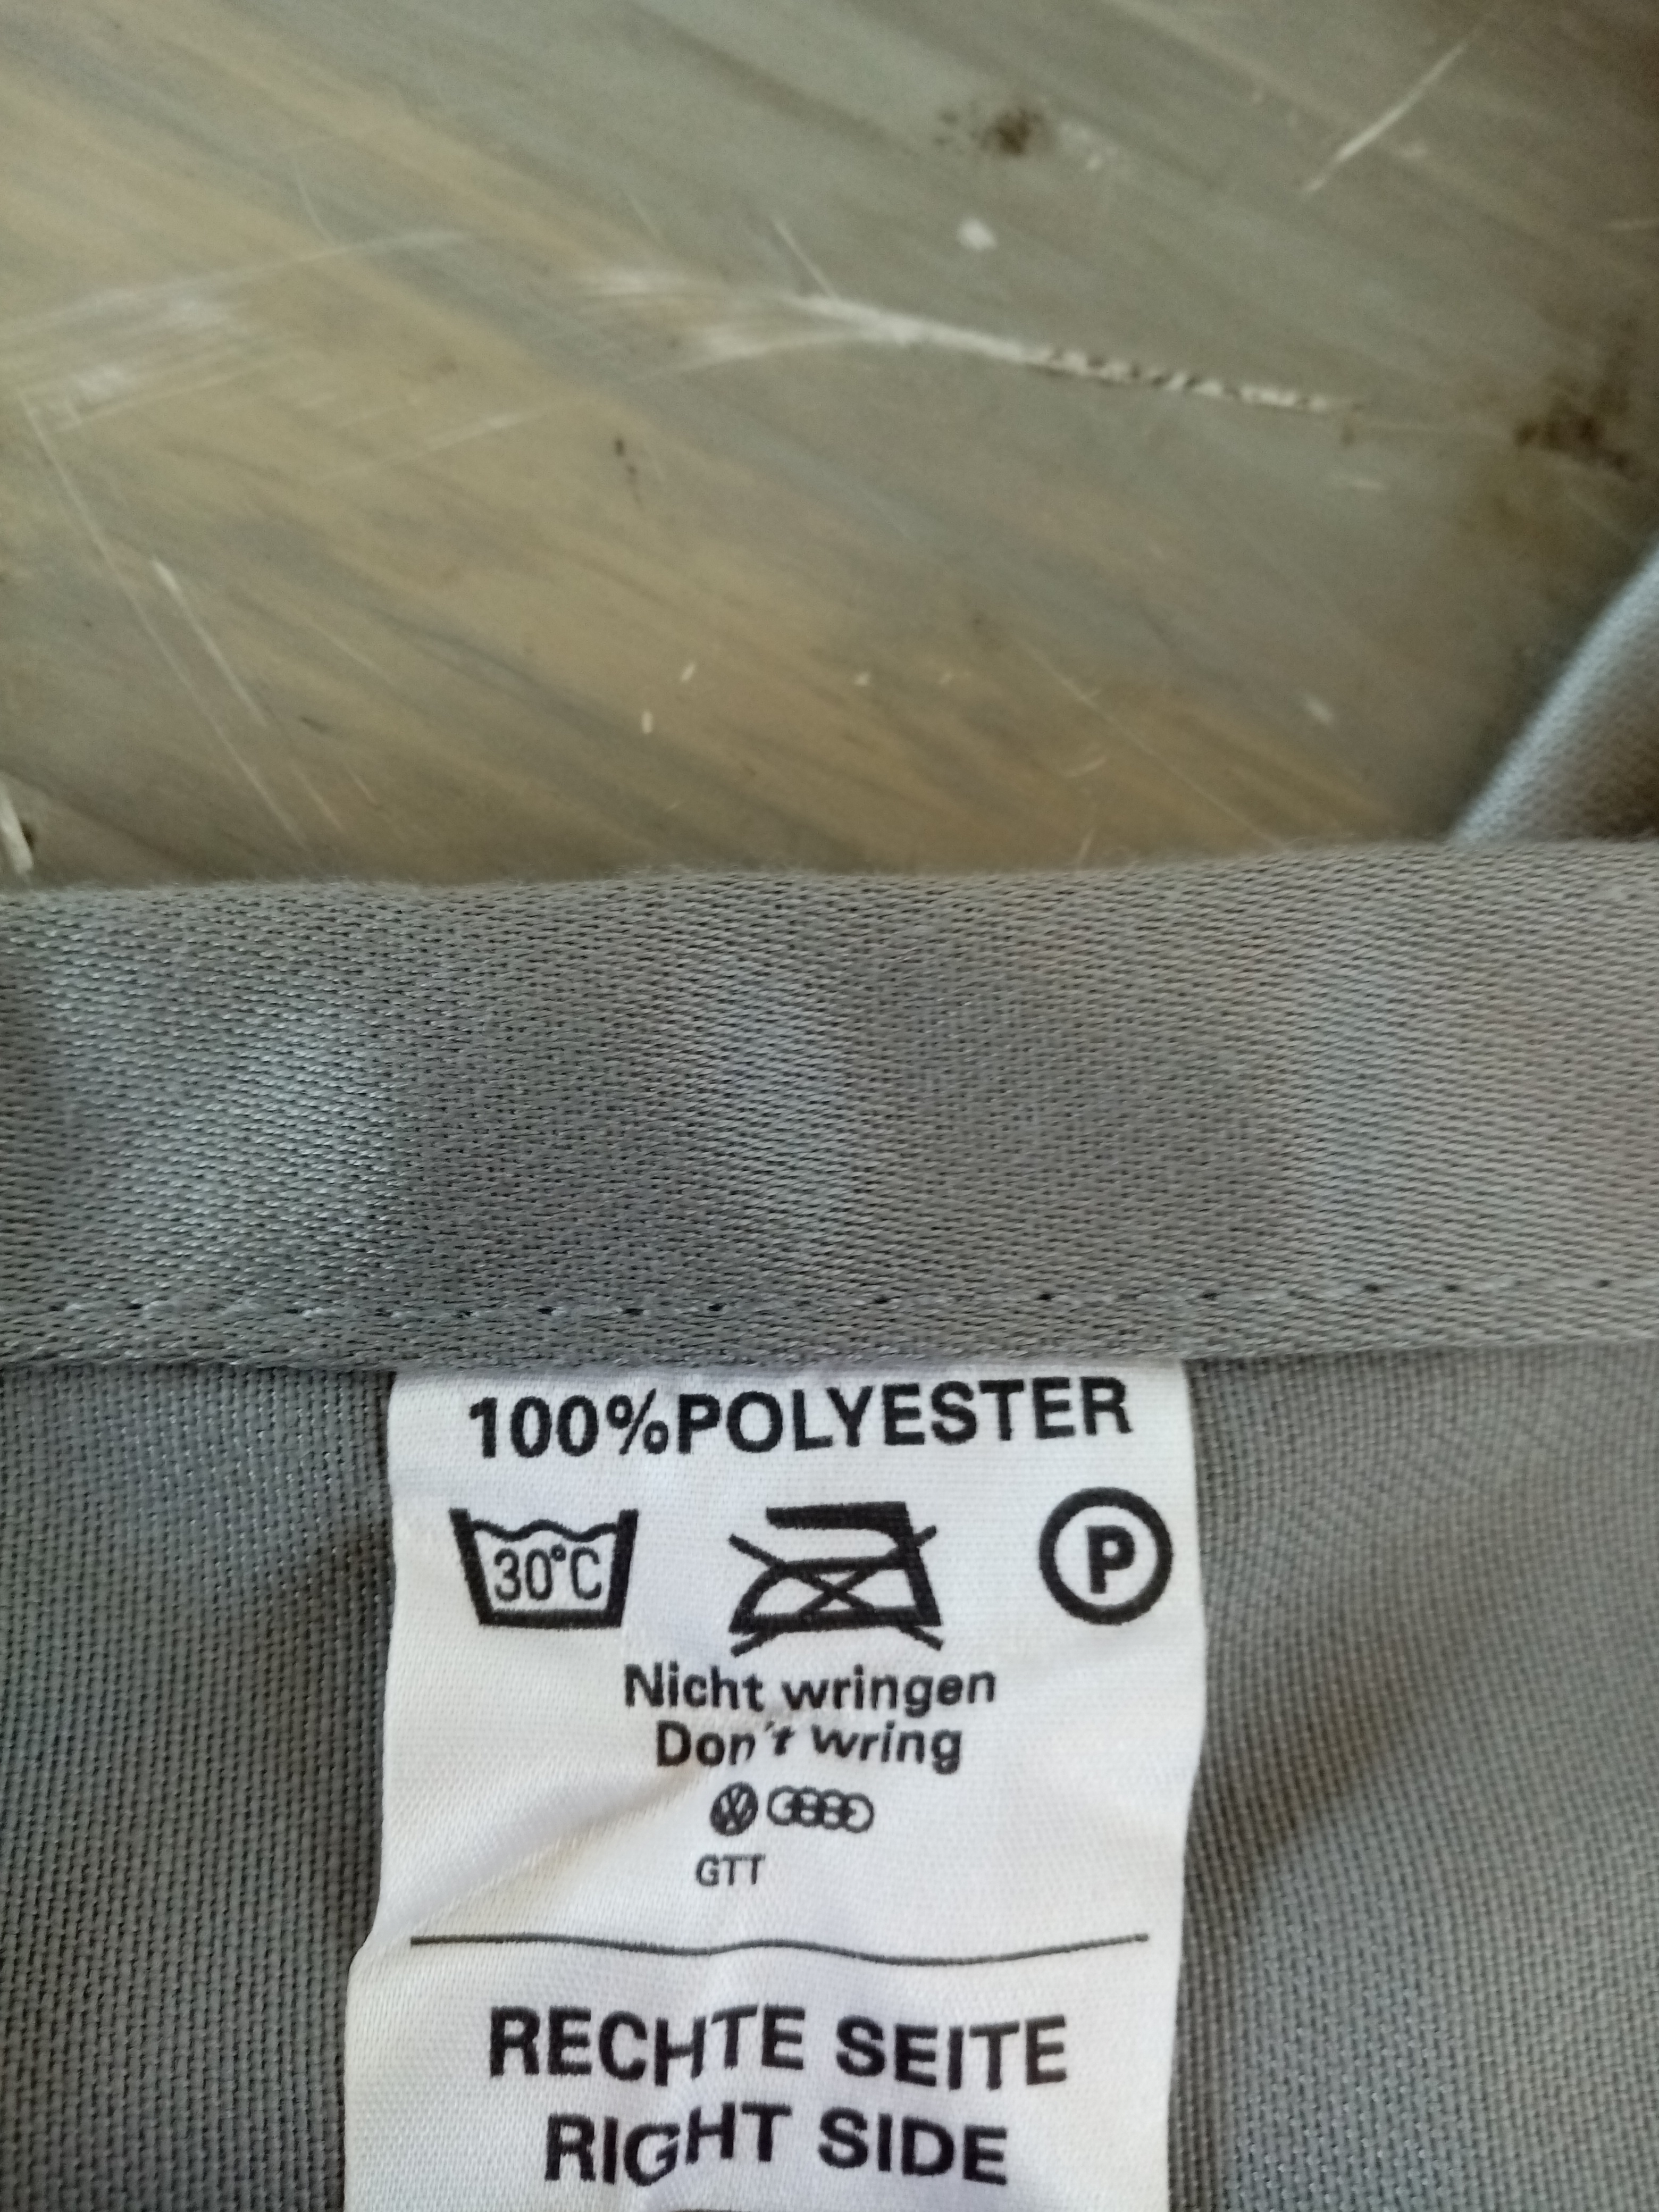 100%POLYESTER
30°C
P
Nicht wringen
Don't wring
GTT
RECHTE SEITE
RIGHT SIDE